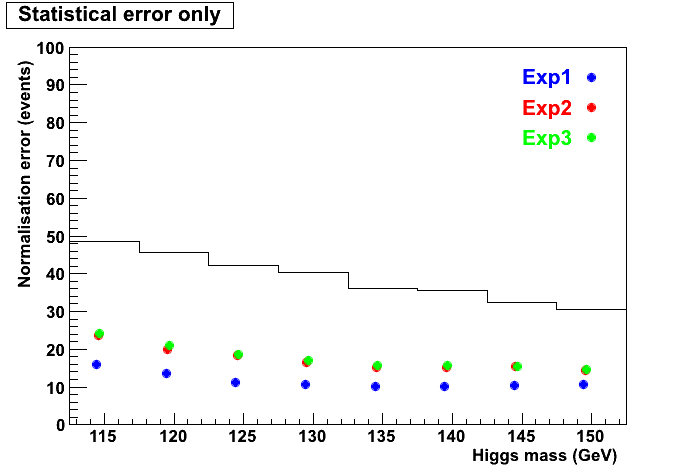 Statistical error only
Normalisation error (events)
100
90
80
70
60
50
40
30
20
10
0
Exp1
Exp2
Exp3
115 120 125 130 135 140 145 150
Higgs mass (GeV)